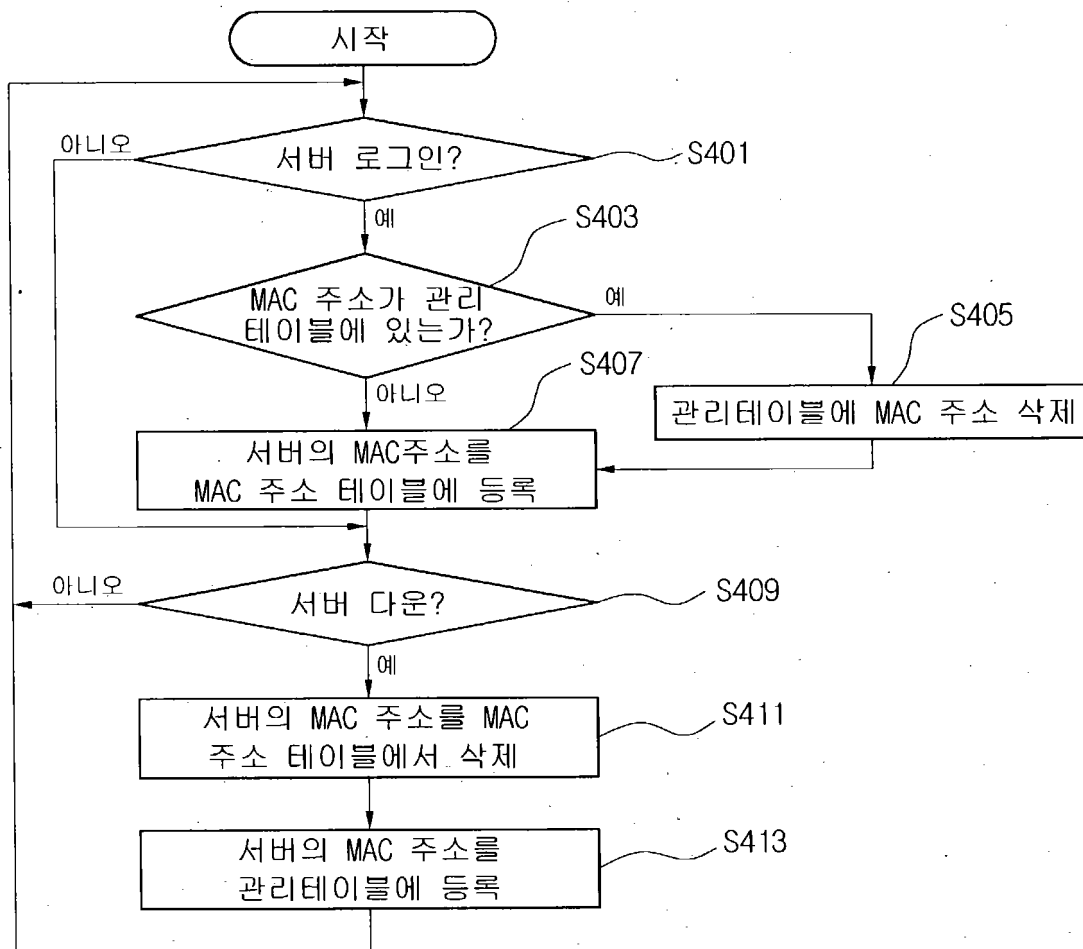 시작
아니오
서버 로그인?
S401
예
S403
MAC 주소가 관리
테이블에 있는가?
예
S405
S407
아니오
관리테이블에 MAC 주소 삭제
서버의 MAC주소를
MAC 주소 테이블에 등록
아니오
서버 다운?
S409
예
서버의 MAC 주소를 MAC
주소 테이블에서 삭제
S411
서버의 MAC 주소를
관리테이블에 등록
S413